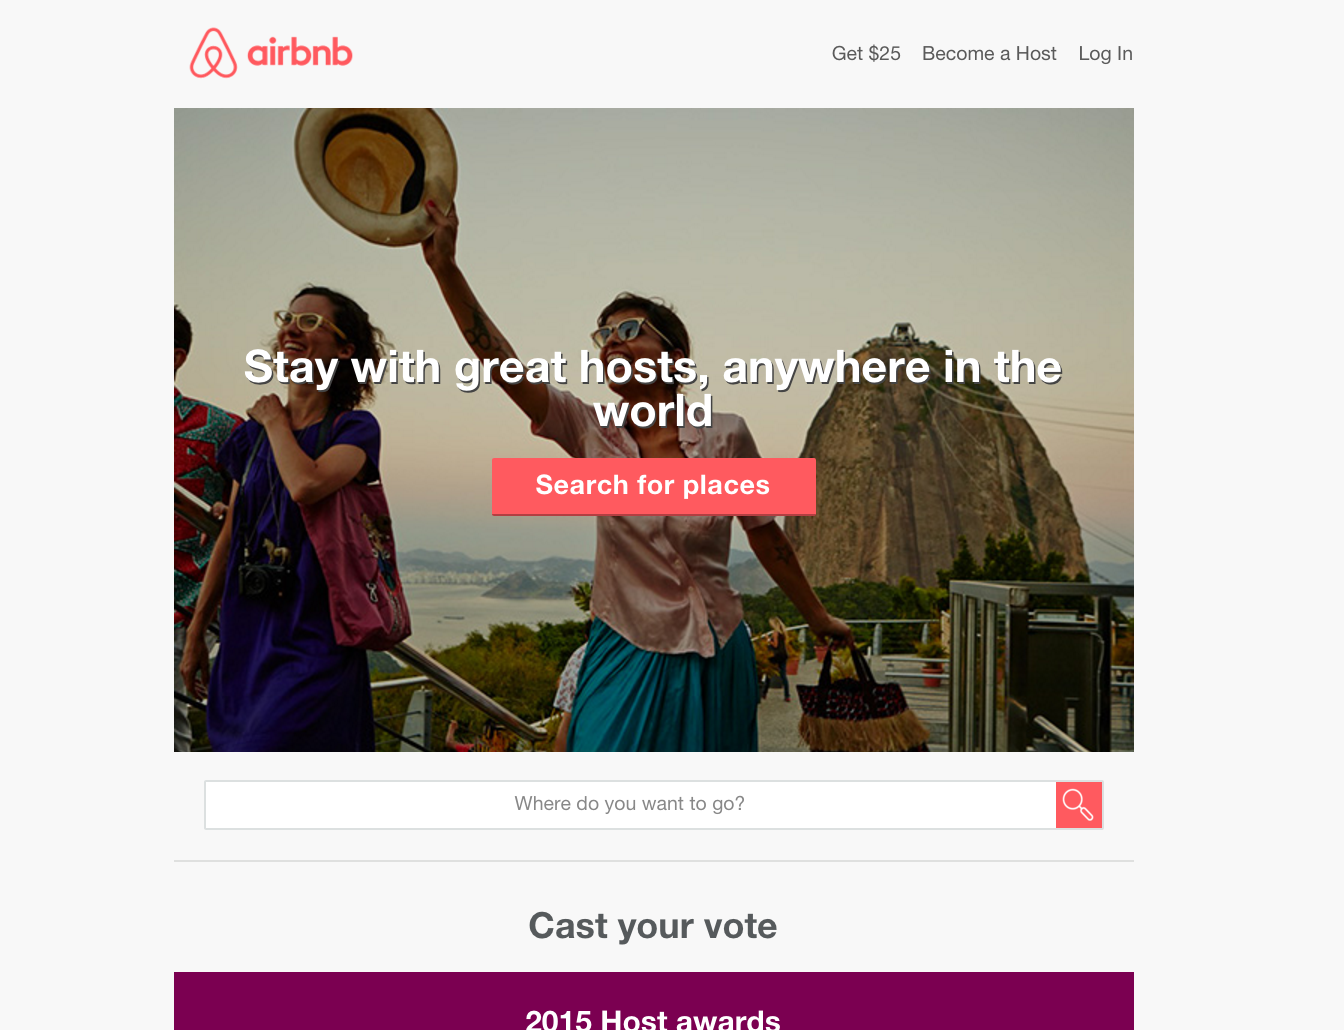 airbnb
Get $25 Become a Host Log In
Stay with great hosts, anywhere in the
world
Search for places
Where do you want to go?
Cast your vote
2015 Host awards